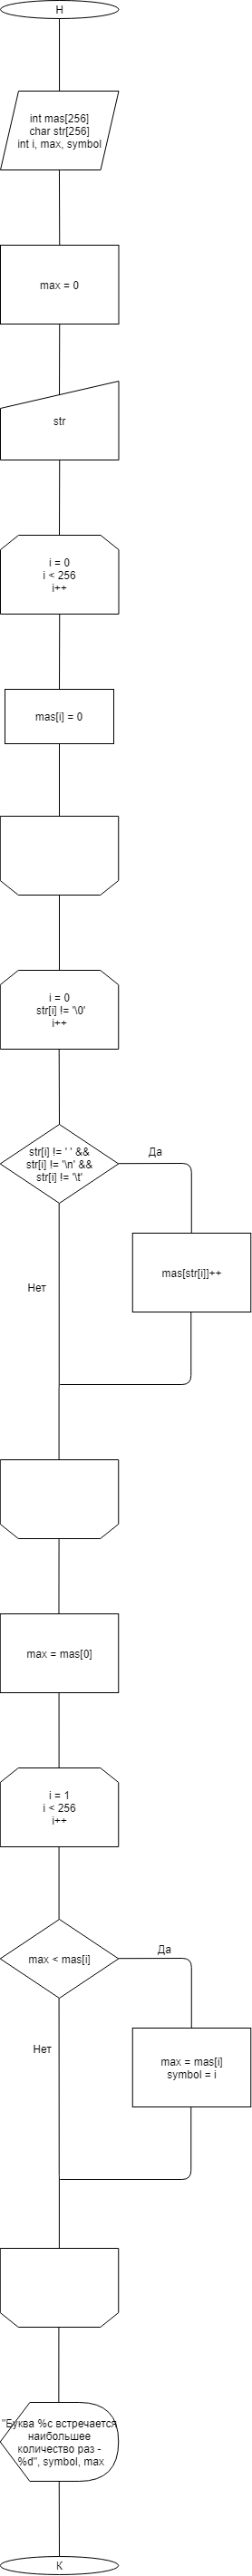 Н
int mas[256]
char str[256]
int i, max, symbol
max = 0
str
i = 0
i < 256
i++
mas[i] = 0
i = 0
str[i] != '\0'
i++
str[i] != ' ' &&
str[i] != '\n' &&
str[i] != '\t'
Да
mas[str[i]]++
Нет
max = mas[0]
i = 1
i < 256
i++
max < mas[i]
Да
max = mas[i]
symbol = i
Нет
"Буква %c встречается
наибольшее
количество раз -
%d", symbol, max
К